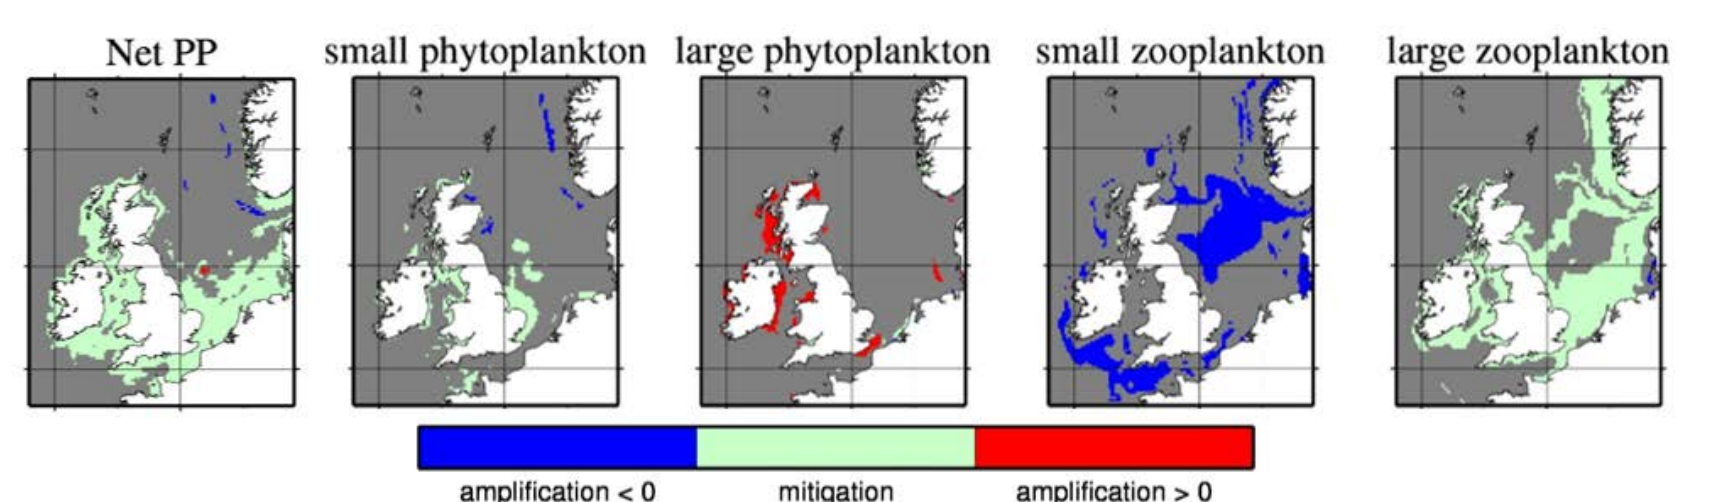 Net PP
small phytoplankton
large phytoplankton
small zooplankton
large zooplankton
amplification < 0
mitigation
amplification > 0